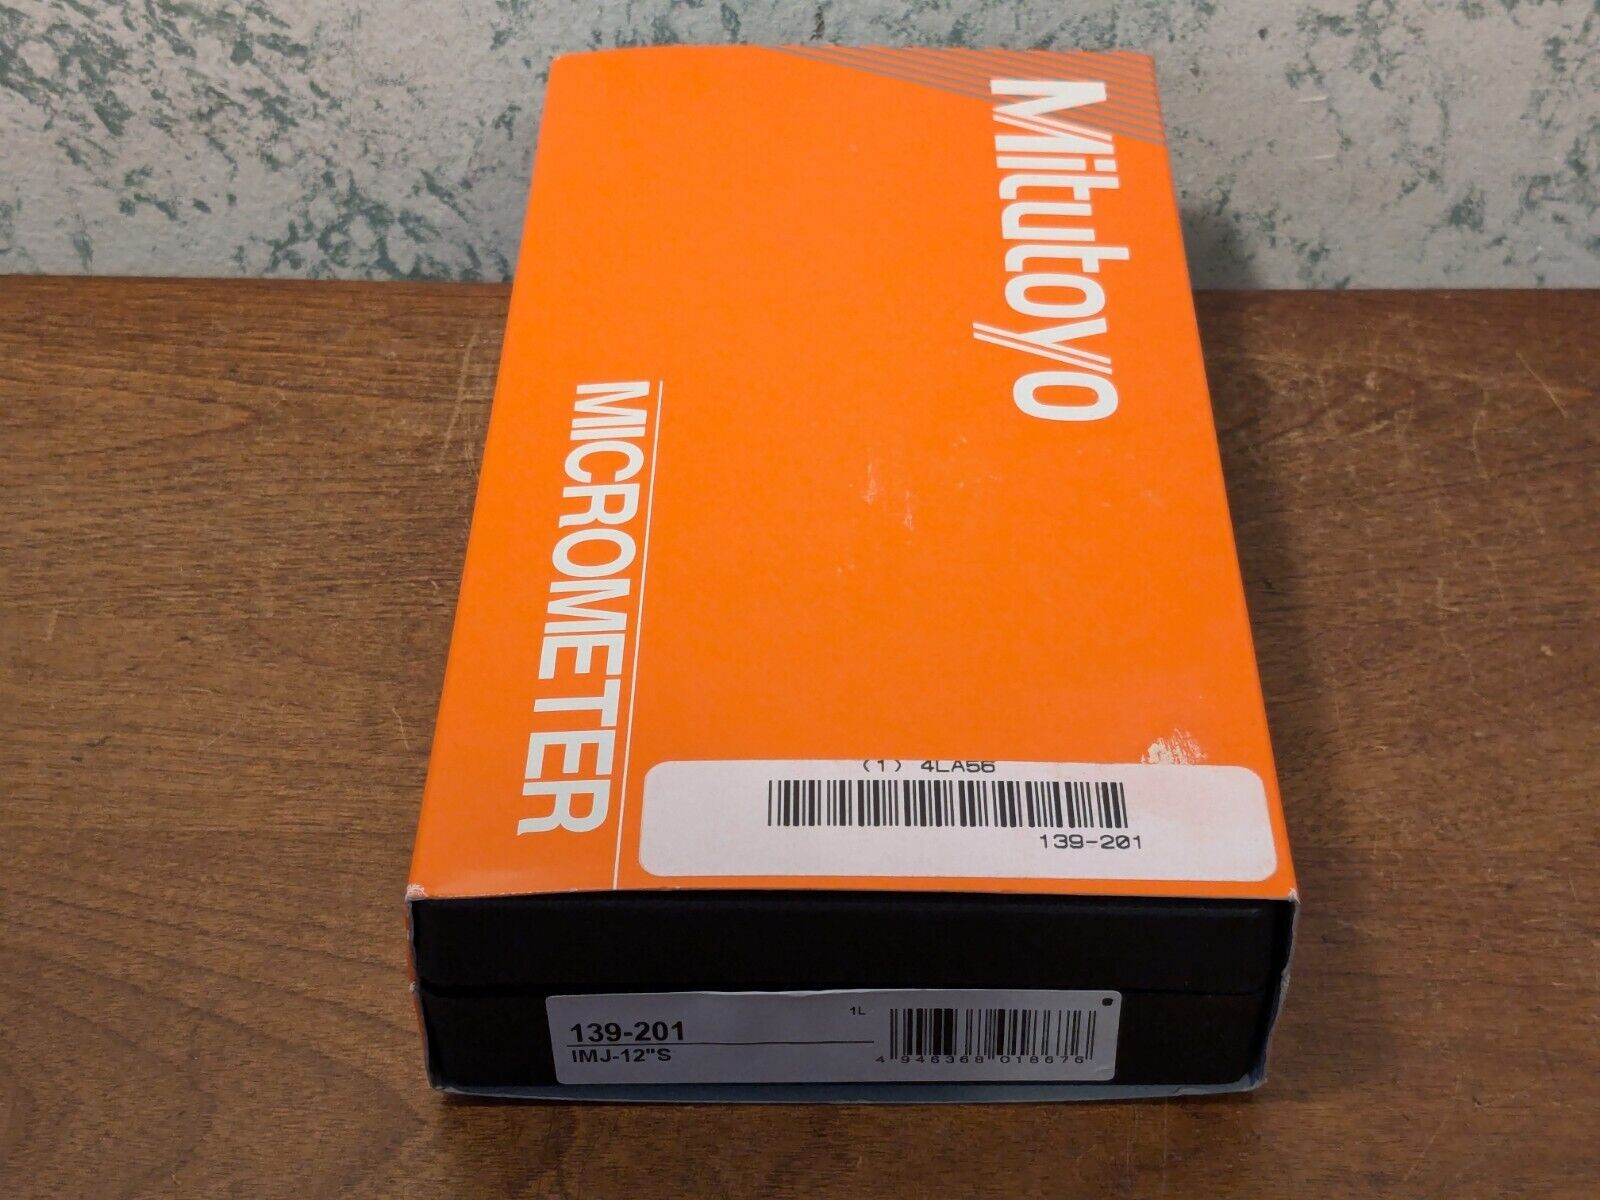 Mitutoyo
MICROMETER
(1) 4LA56
139-201
139-201
1L
IMJ-12"S
4 946368 018676